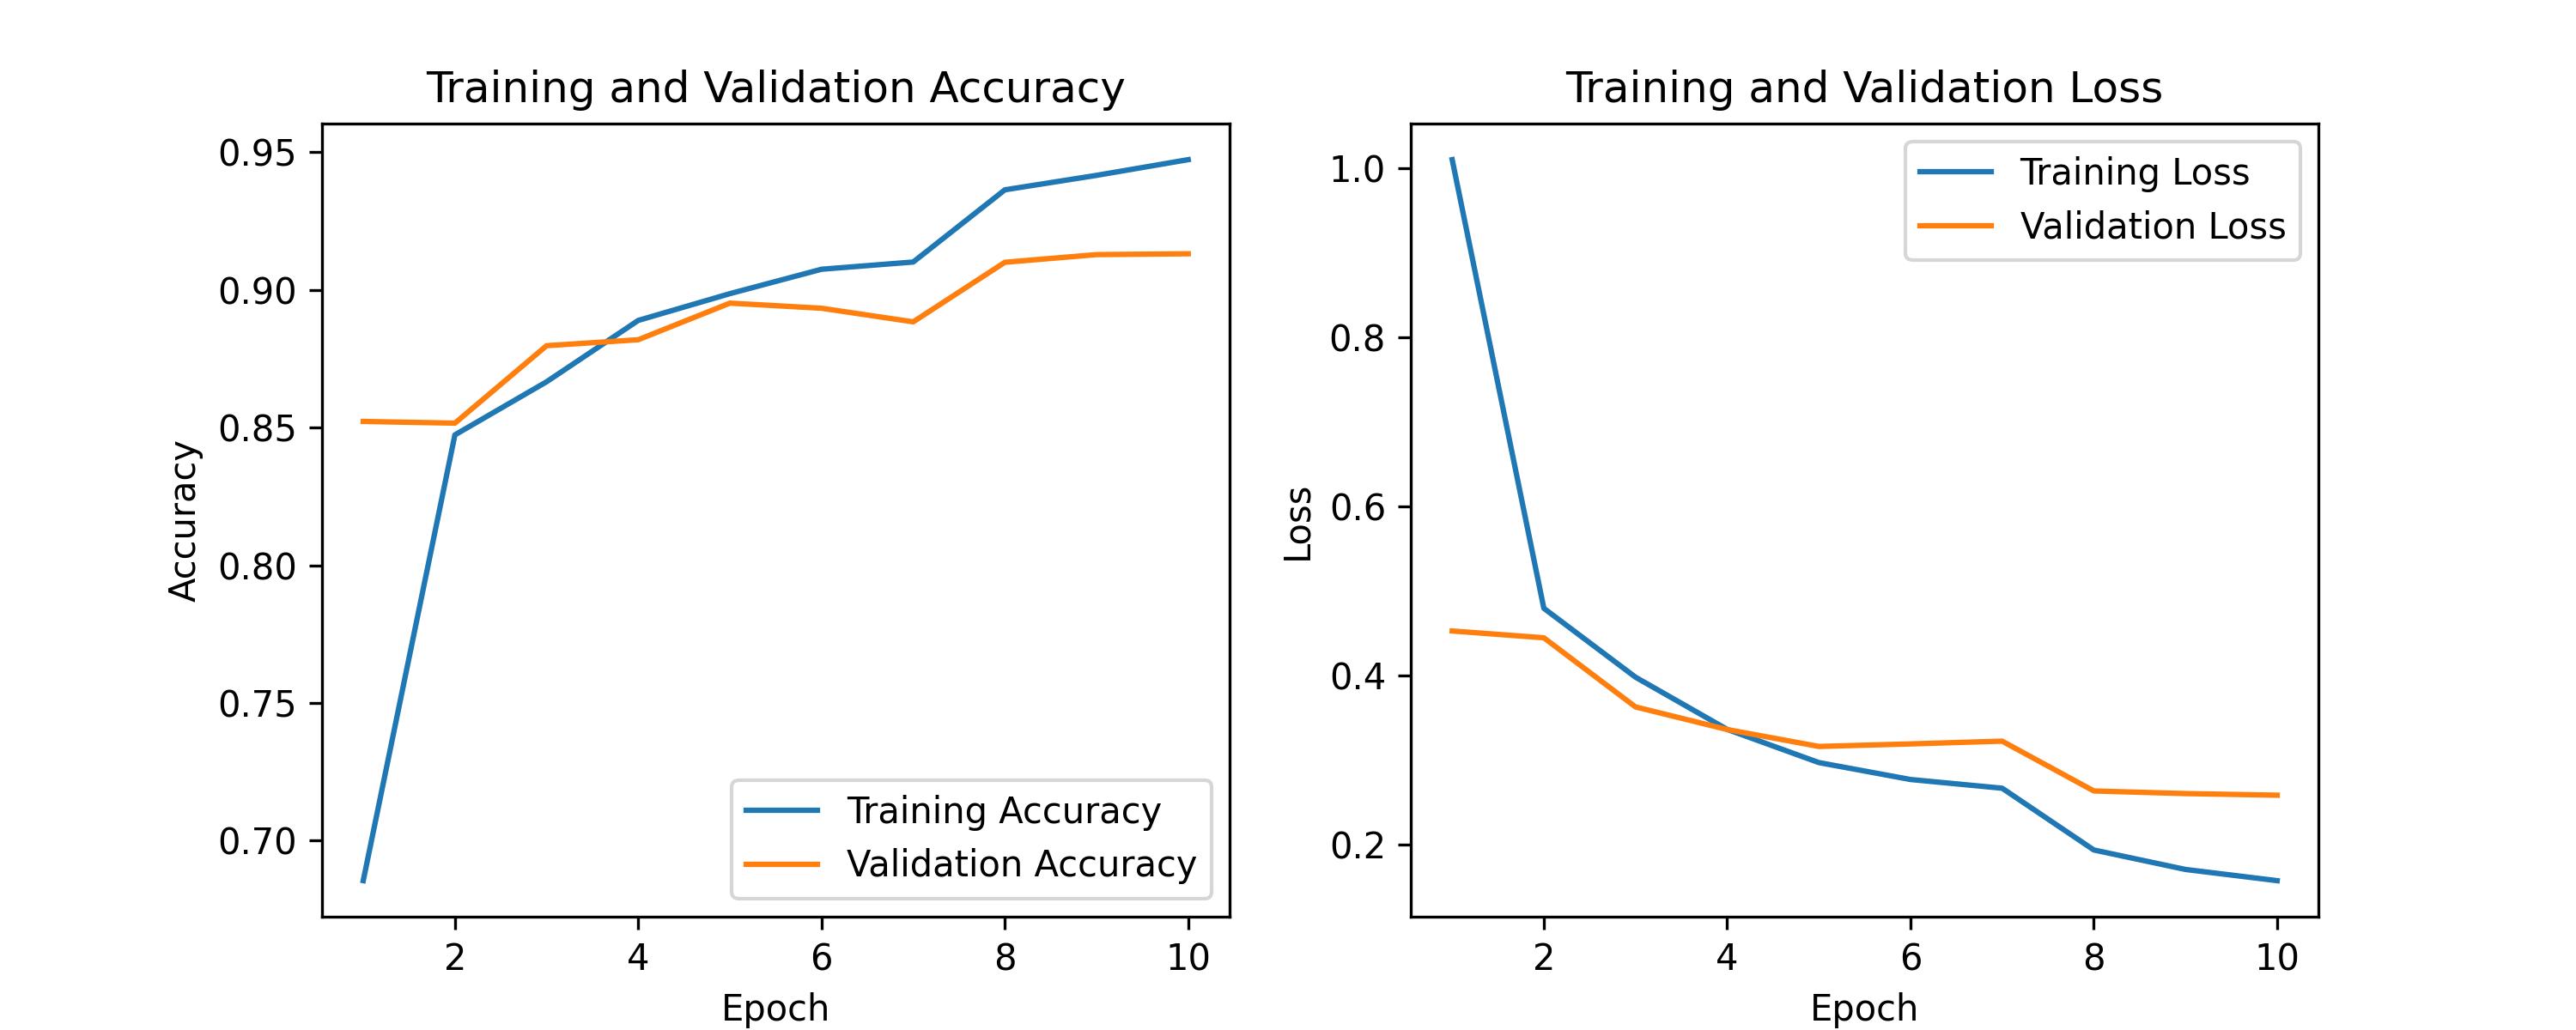 Training and Validation Accuracy
0.95
0.90
0.85
0.80
0.75
0.70
Accuracy
Training Accuracy
Validation Accuracy
2 4 6 8 10
Epoch
Training and Validation Loss
1.0
0.8
0.6
0.4
0.2
Loss
Training Loss
Validation Loss
2 4 6 8 10
Epoch